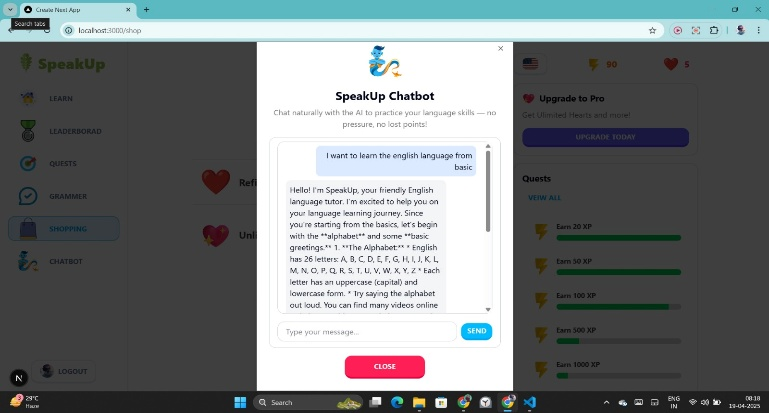 Create Next App
Search tabs
localhost:3000/shop
SpeakUp
LEARN
LEADERBORAD
QUESTS
GRAMMER
SHOPPING
CHATBOT
LOGOUT
N
Refi
Unli
SpeakUp Chatbot
Chat naturally with the AI to practice your language skills — no
pressure, no lost points!
I want to learn the english language from
basic
Hello! I'm SpeakUp, your friendly English
language tutor. I'm excited to help you on
your language learning journey. Since
you're starting from the basics, let's begin
with the **alphabet** and some **basic
greetings.** 1. **The Alphabet:** * English
has 26 letters: A, B, C, D, E, F, G, H, I, J, K, L,
M, N, O, P, Q, R, S, T, U, V, W, X, Y, Z * Each
letter has an uppercase (capital) and
lowercase form. * Try saying the alphabet
out loud. You can find many videos online
Type your message...
SEND
CLOSE
90
5
Upgrade to Pro
Get Ulimited Hearts and more!
UPGRADE TODAY
Quests
VIEW ALL
Earn 20 XP
Earn 50 XP
Earn 100 XP
Earn 500 XP
Earn 1000 XP
29°C
Haze
Search
ENG
IN
08:18
19-04-2025